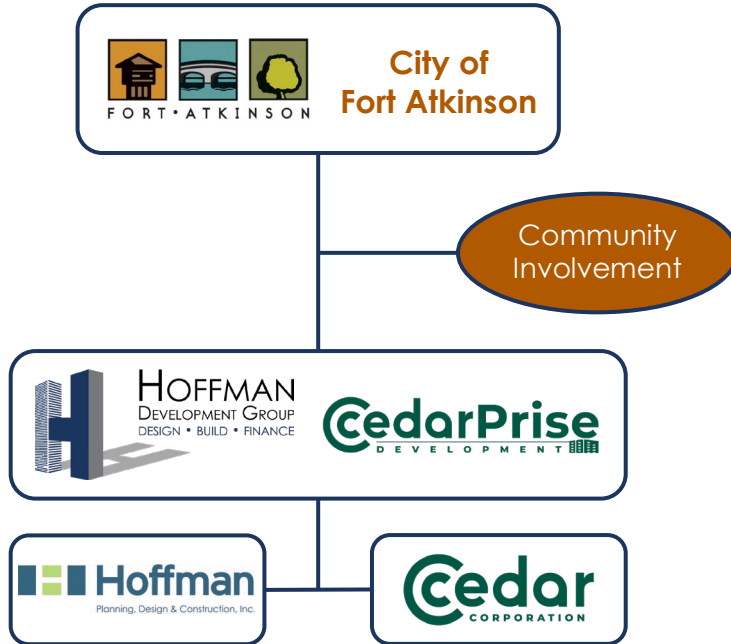 FORT•ATKINSON
City of
Fort Atkinson
Community
Involvement
HOFFMAN
DEVELOPMENT GROUP
DESIGN • BUILD • FINANCE
CedarPrise
DEVELOPMENT
Hoffman
Planning, Design & Construction, Inc.
Cedar
CORPORATION